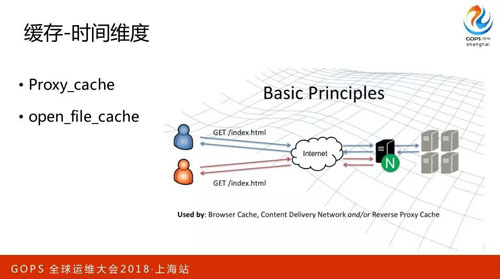 缓存-时间维度
GOPS 2018
shanghai
• Proxy_cache
• open_file_cache
Basic Principles
GET /index.html
Internet
N
GET /index.html
Used by: Browser Cache, Content Delivery Network and/or Reverse Proxy Cache
GOPS 全球运维大会2018·上海站